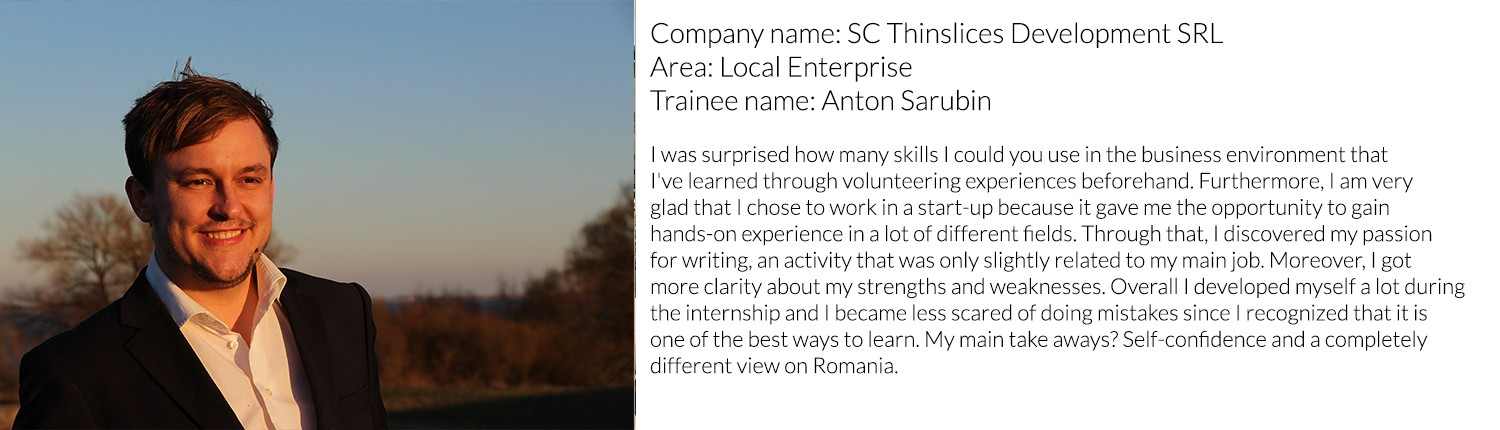 Company name: SC Thinslices Development SRL
Area: Local Enterprise
Trainee name: Anton Sarubin
I was surprised how many skills I could you use in the business environment that
I've learned through volunteering experiences beforehand. Furthermore, I am very
glad that I chose to work in a start-up because it gave me the opportunity to gain
hands-on experience in a lot of different fields. Through that, I discovered my passion
for writing, an activity that was only slightly related to my main job. Moreover, I got
more clarity about my strengths and weaknesses. Overall I developed myself a lot during
the internship and I became less scared of doing mistakes since I recognized that it is
one of the best ways to learn. My main take aways? Self-confidence and a completely
different view on Romania.